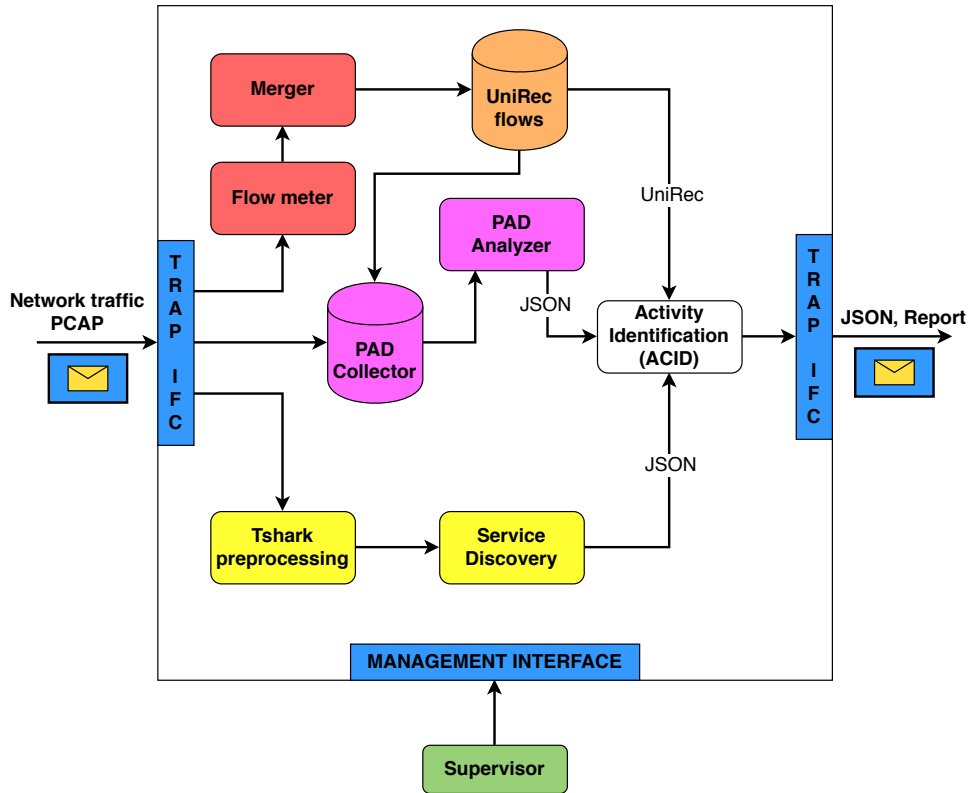 Merger
UniRec
flows
Flow meter
UniRec
PAD
Analyzer
T
R
A
P
I
F
C
T
R
A
P
I
F
C
Network traffic
PCAP
JSON
Activity
Identification
(ACID)
JSON, Report
PAD
Collector
JSON
Tshark
preprocessing
Service
Discovery
MANAGEMENT INTERFACE
Supervisor